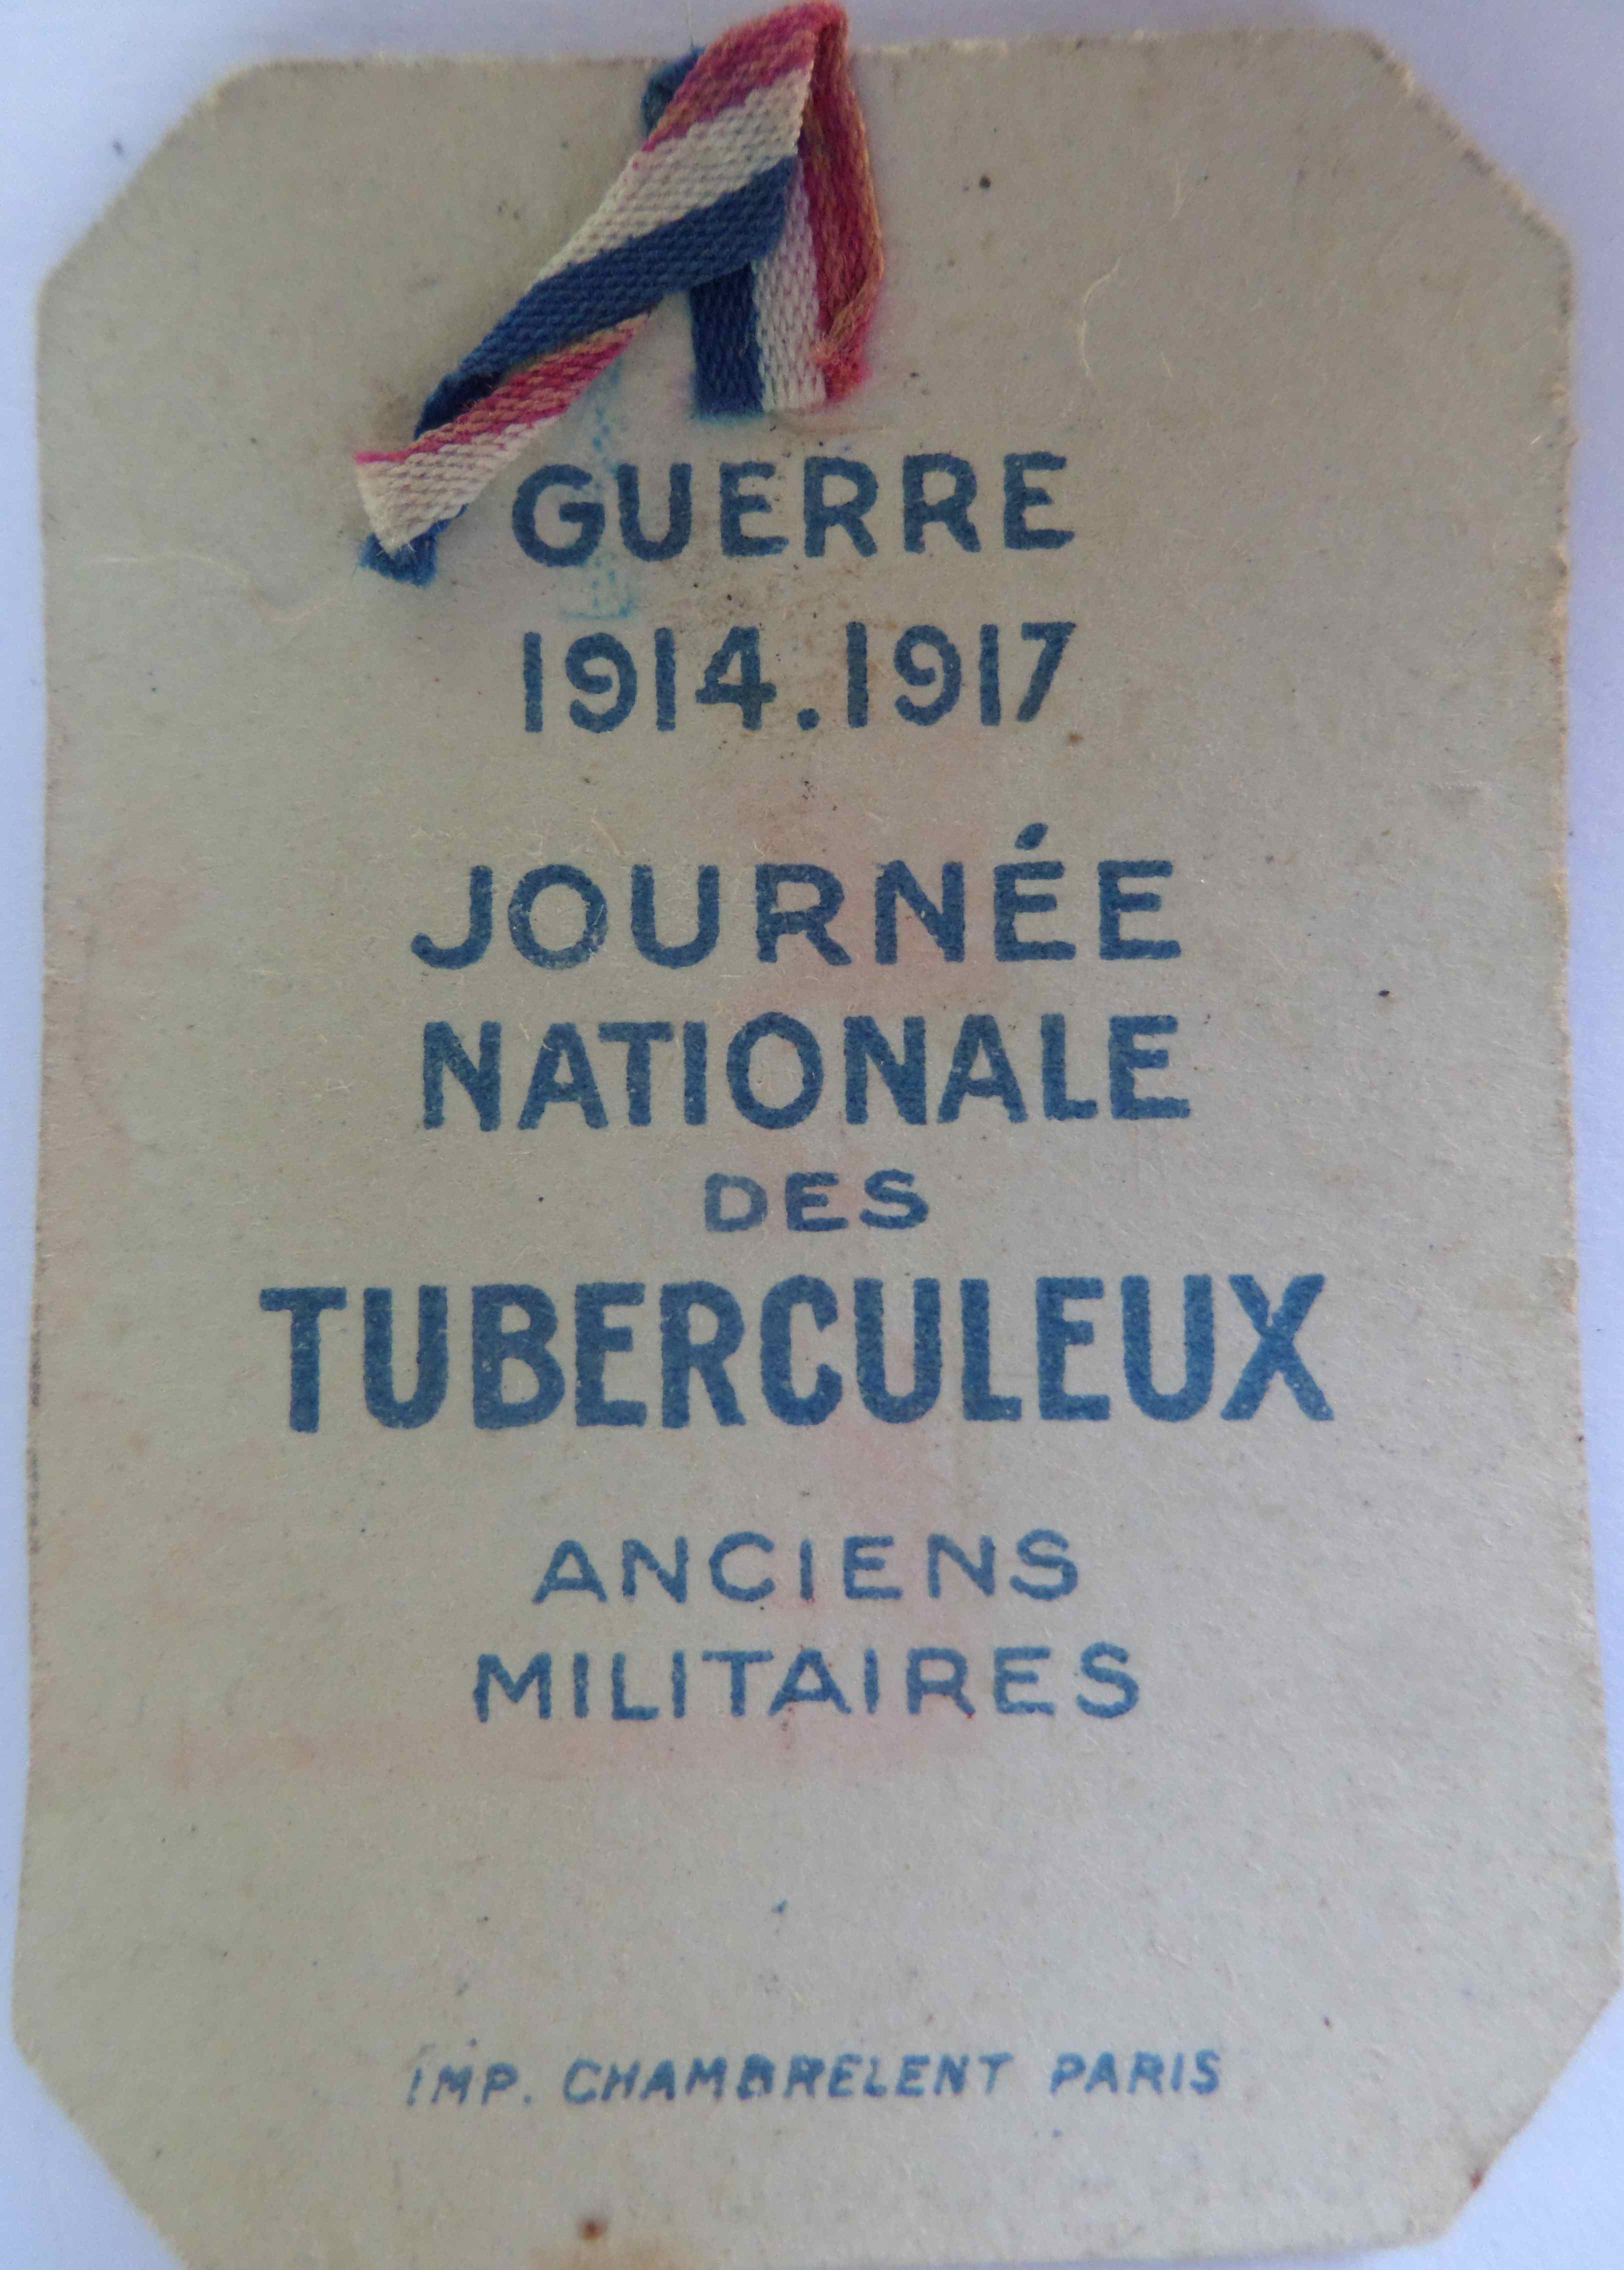 GUERRE
1914.1917
JOURNÉE
NATIONALE
DES
TUBERCULEUX
ANCIENS
MILITAIRES
IMP. CHAMBRELENT PARIS